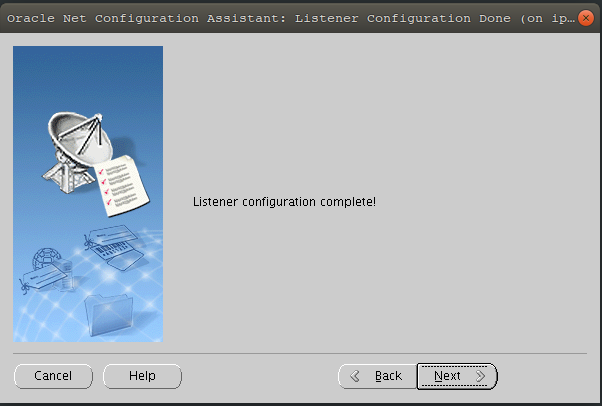 Oracle Net Configuration Assistant: Listener Configuration Done (on ip...
Listener configuration complete!
Cancel
Help
Back
Next